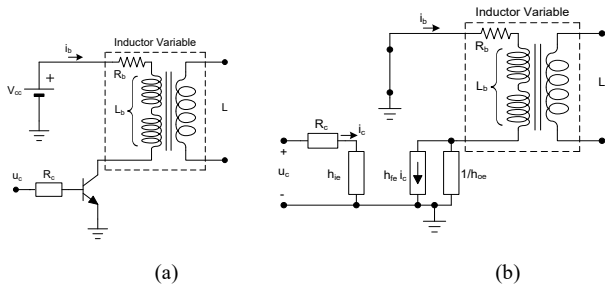 Inductor Variable
i_b
R_b
+
V_cc
L_b
L
u_c
R_c
(a)
Inductor Variable
i_b
R_b
L_b
L
R_c
i_c
+
u_c
-
h_ie
h_fe i_c
1/h_oe
(b)